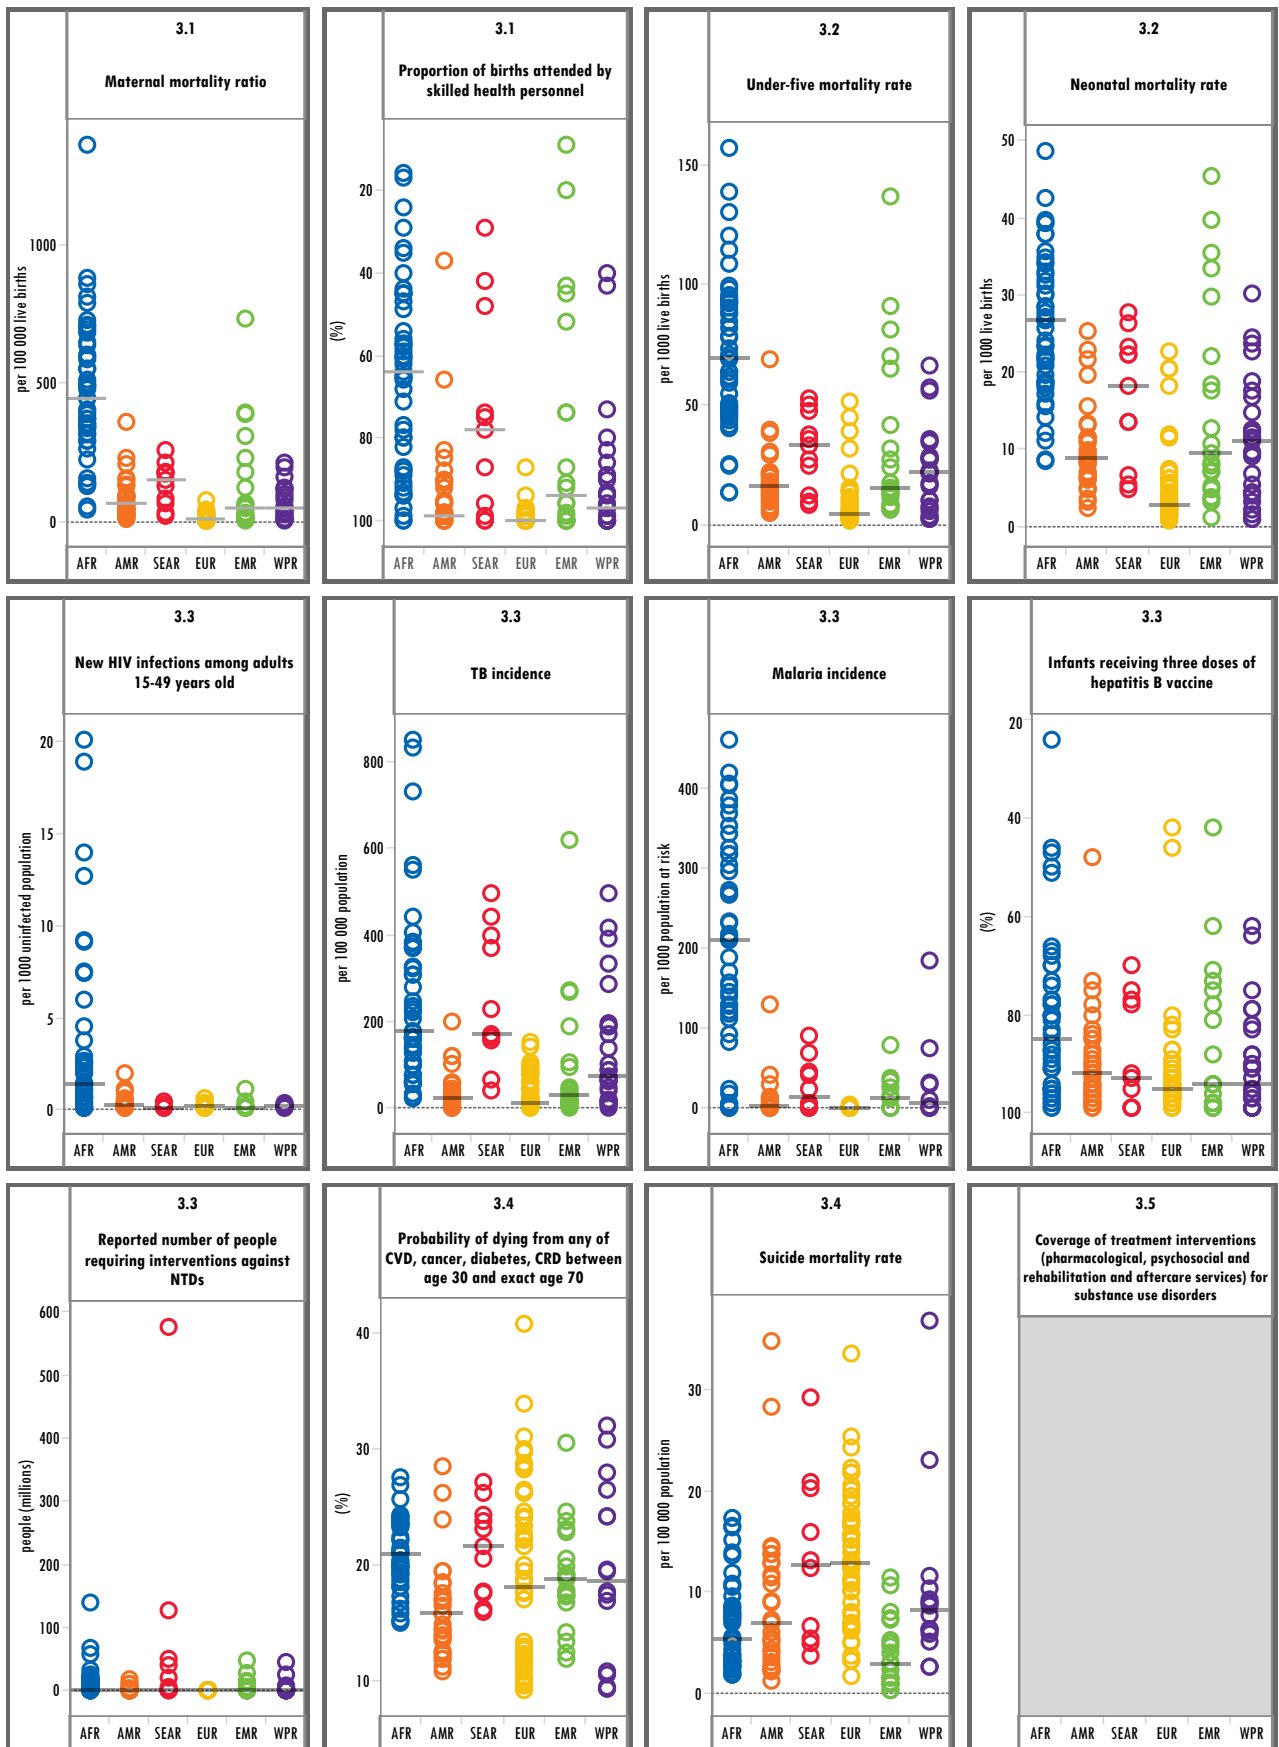 3.1
Maternal mortality ratio
per 100 000 live births
1000
500
0
AFR AMR SEAR EUR EMR WPR
3.1
Proportion of births attended by
skilled health personnel
(%)
20
40
60
80
100
AFR AMR SEAR EUR EMR WPR
3.2
Under-five mortality rate
per 1000 live births
150
100
50
0
AFR AMR SEAR EUR EMR WPR
3.2
Neonatal mortality rate
per 1000 live births
50
40
30
20
10
0
AFR AMR SEAR EUR EMR WPR
3.3
New HIV infections among adults
15-49 years old
per 1000 uninfected population
20
15
10
5
0
AFR AMR SEAR EUR EMR WPR
3.3
TB incidence
per 100 000 population
800
600
400
200
0
AFR AMR SEAR EUR EMR WPR
3.3
Malaria incidence
per 1000 population at risk
400
300
200
100
0
AFR AMR SEAR EUR EMR WPR
3.3
Infants receiving three doses of
hepatitis B vaccine
(%)
20
40
60
80
100
AFR AMR SEAR EUR EMR WPR
3.3
Reported number of people
requiring interventions against
NTDs
people (millions)
600
500
400
300
200
100
0
AFR AMR SEAR EUR EMR WPR
3.4
Probability of dying from any of
CVD, cancer, diabetes, CRD between
age 30 and exact age 70
(%)
40
30
20
10
AFR AMR SEAR EUR EMR WPR
3.4
Suicide mortality rate
per 100 000 population
30
20
10
0
AFR AMR SEAR EUR EMR WPR
3.5
Coverage of treatment interventions
(pharmacological, psychosocial and
rehabilitation and aftercare services) for
substance use disorders
AFR AMR SEAR EUR EMR WPR